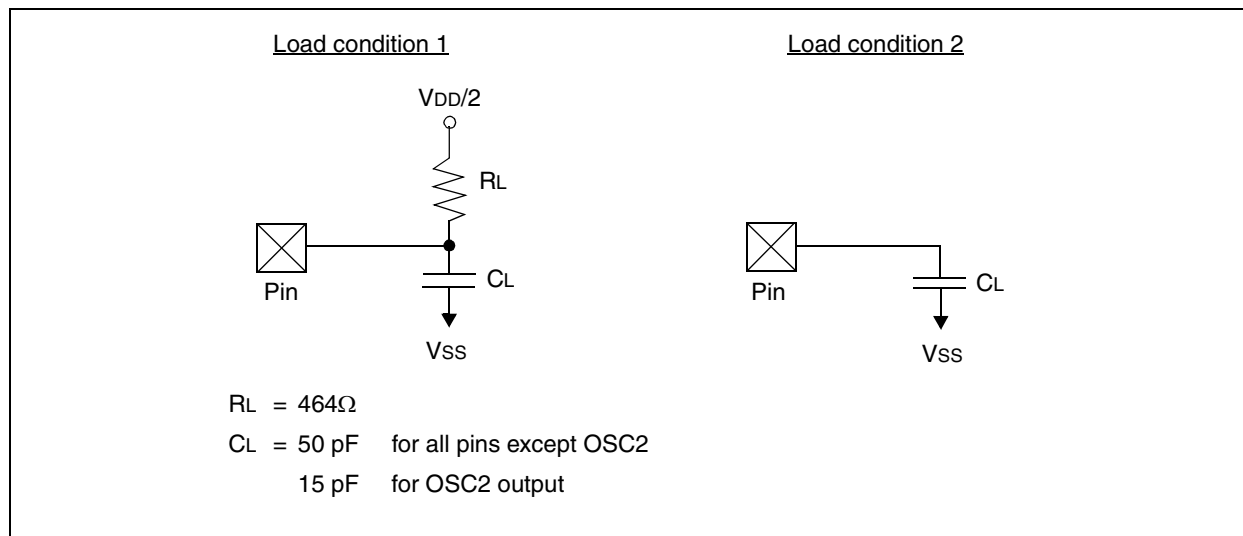 Load condition 1
Load condition 2
VDD/2
RL
Pin
CL
VSS
Pin
CL
VSS
RL = 464Ω
CL = 50 pF for all pins except OSC2
15 pF for OSC2 output